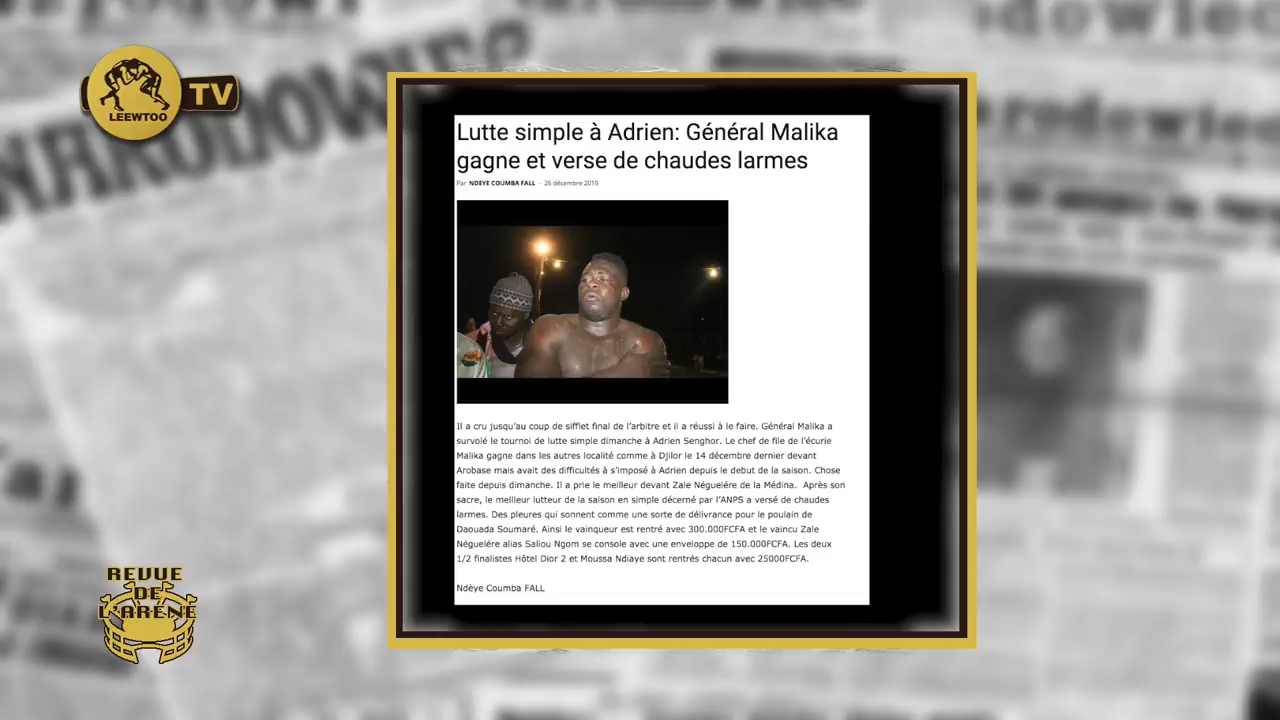 LEEWTOO
TV
NARODOWIEC
Lutte simple à Adrien: Général Malika
gagne et verse de chaudes larmes
Par NDEYE COUMBA FALL - 26 décembre 2019
Il a cru jusqu'au coup de sifflet final de l'arbitre et il a réussi à le faire. Général Malika a
survolé le tournoi de lutte simple dimanche à Adrien Senghor. Le chef de file de l'écurie
Malika gagne dans les autres localité comme à Djilor le 14 décembre dernier devant
Arobase mais avait des difficultés à s'imposé à Adrien depuis le debut de la saison. Chose
faite depuis dimanche. Il a prie le meilleur devant Zale Néguelére de la Médina. Après son
sacre, le meilleur lutteur de la saison en simple décerné par l'ANPS a versé de chaudes
larmes. Des pleures qui sonnent comme une sorte de délivrance pour le poulain de
Daouada Soumaré. Ainsi le vainqueur est rentré avec 300.000FCFA et le vaincu Zale
Néguelére alias Saliou Ngom se console avec une enveloppe de 150.000FCFA. Les deux
1/2 finalistes Hôtel Dior 2 et Moussa Ndiaye sont rentrés chacun avec 25000FCFA.
Ndèye Coumba FALL
REVUE
DE
L'ARÈNE